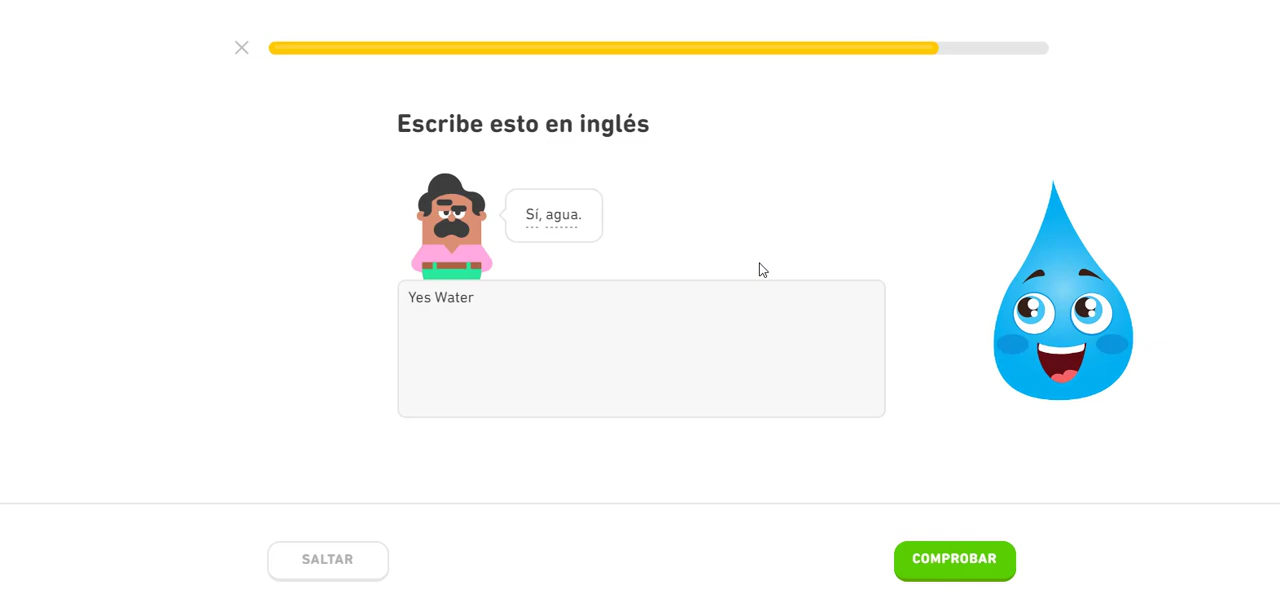 Escribe esto en inglés
Sí, agua.
Yes Water
SALTAR
COMPROBAR